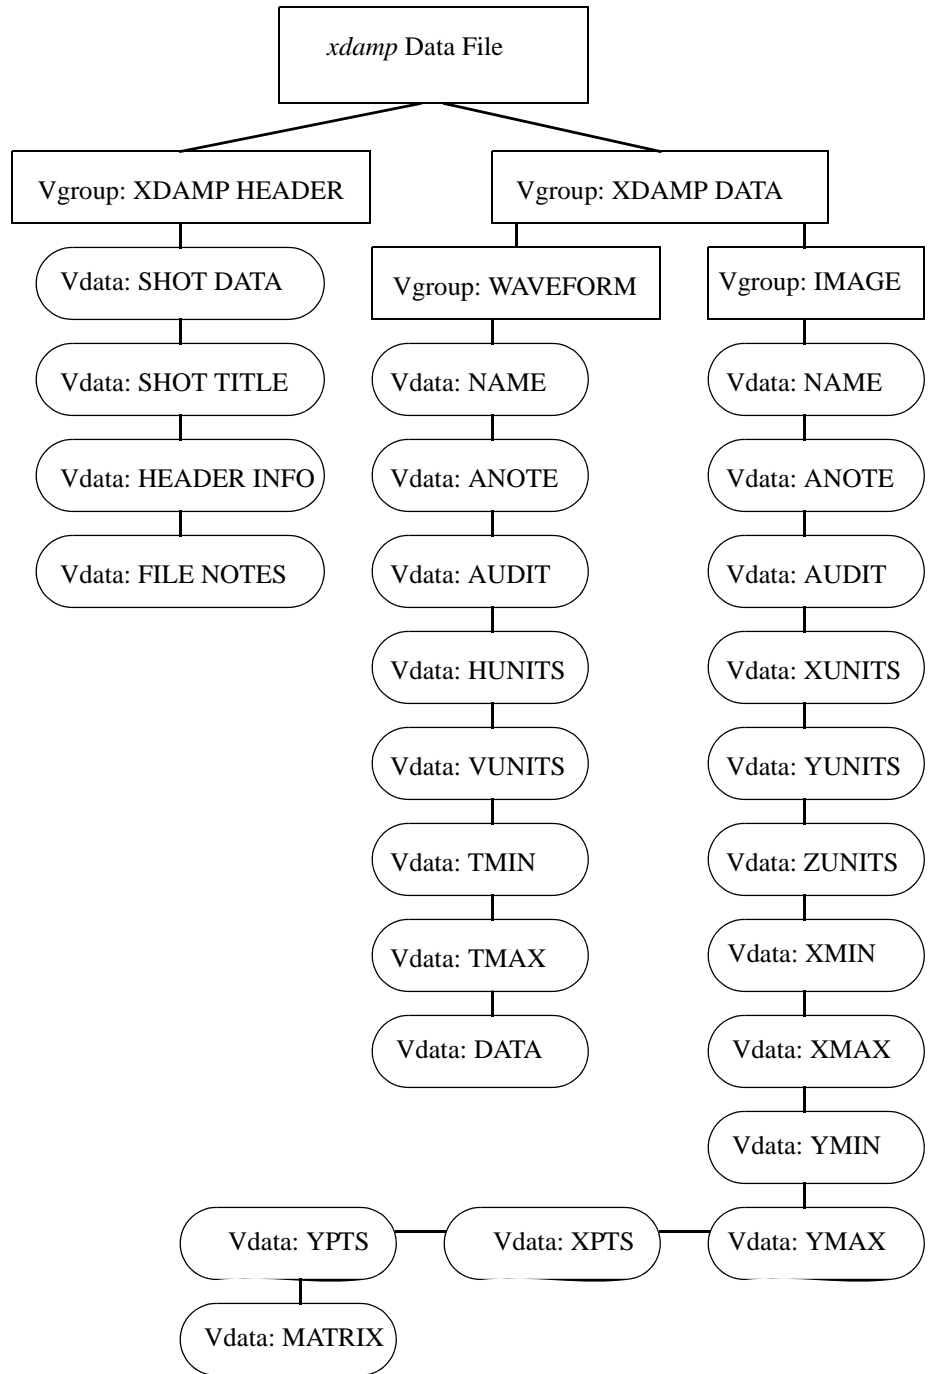 xdamp Data File
Vgroup: XDAMP HEADER
Vgroup: XDAMP DATA
Vdata: SHOT DATA
Vdata: SHOT TITLE
Vdata: HEADER INFO
Vdata: FILE NOTES
Vgroup: WAVEFORM
Vdata: NAME
Vdata: ANOTE
Vdata: AUDIT
Vdata: HUNITS
Vdata: VUNITS
Vdata: TMIN
Vdata: TMAX
Vdata: DATA
Vgroup: IMAGE
Vdata: NAME
Vdata: ANOTE
Vdata: AUDIT
Vdata: XUNITS
Vdata: YUNITS
Vdata: ZUNITS
Vdata: XMIN
Vdata: XMAX
Vdata: YMIN
Vdata: YMAX
Vdata: XPTS
Vdata: YPTS
Vdata: MATRIX